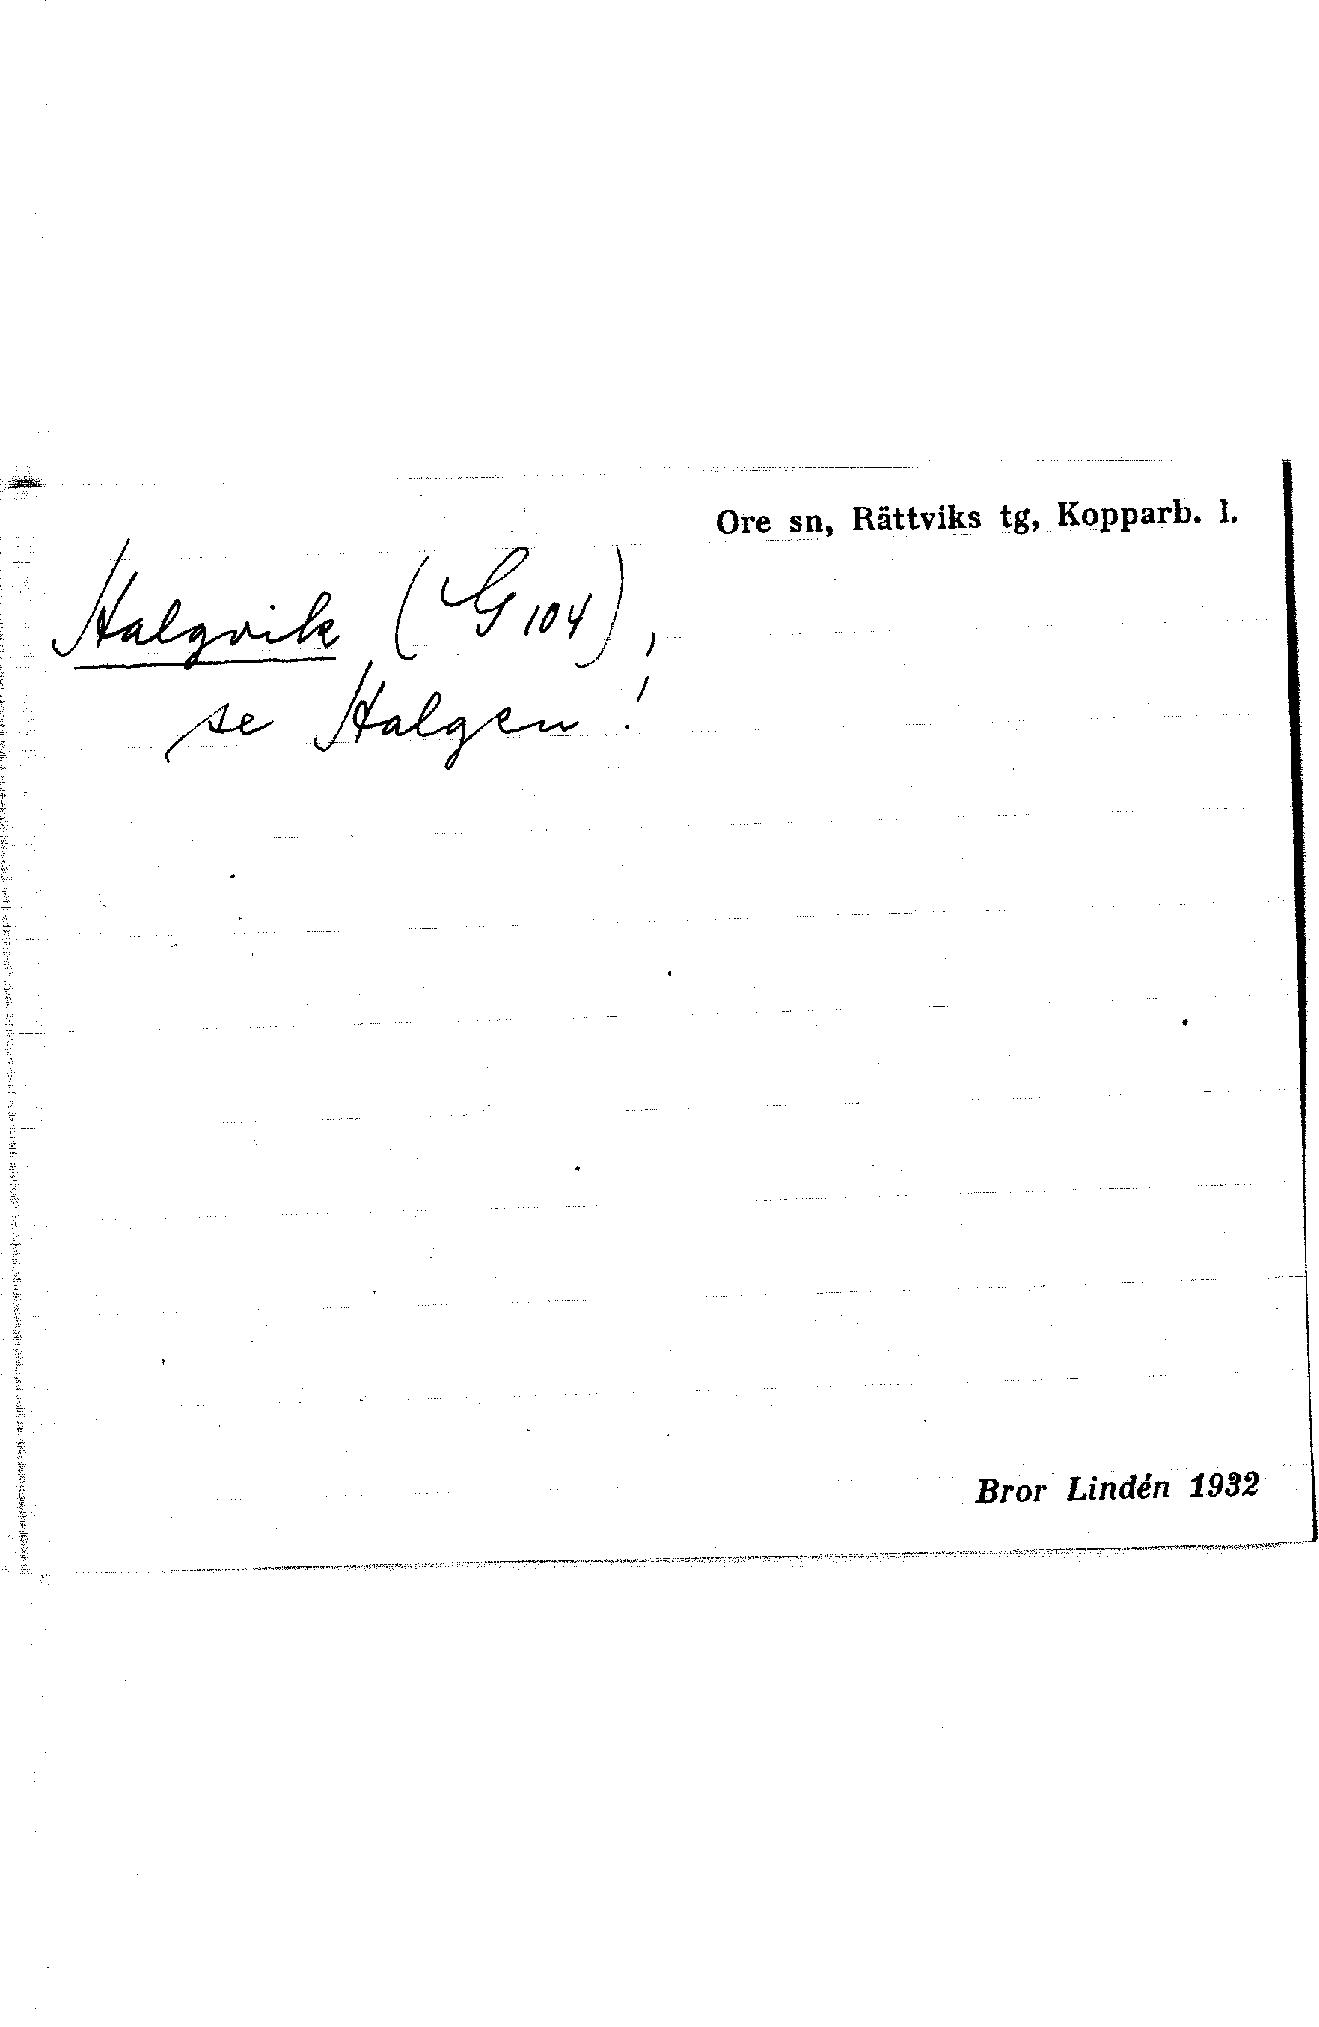 Ore sn, Rättviks tg, Kopparb. l.
Halgvik (G 104),
se Halgen!
Bror Lindén 1932